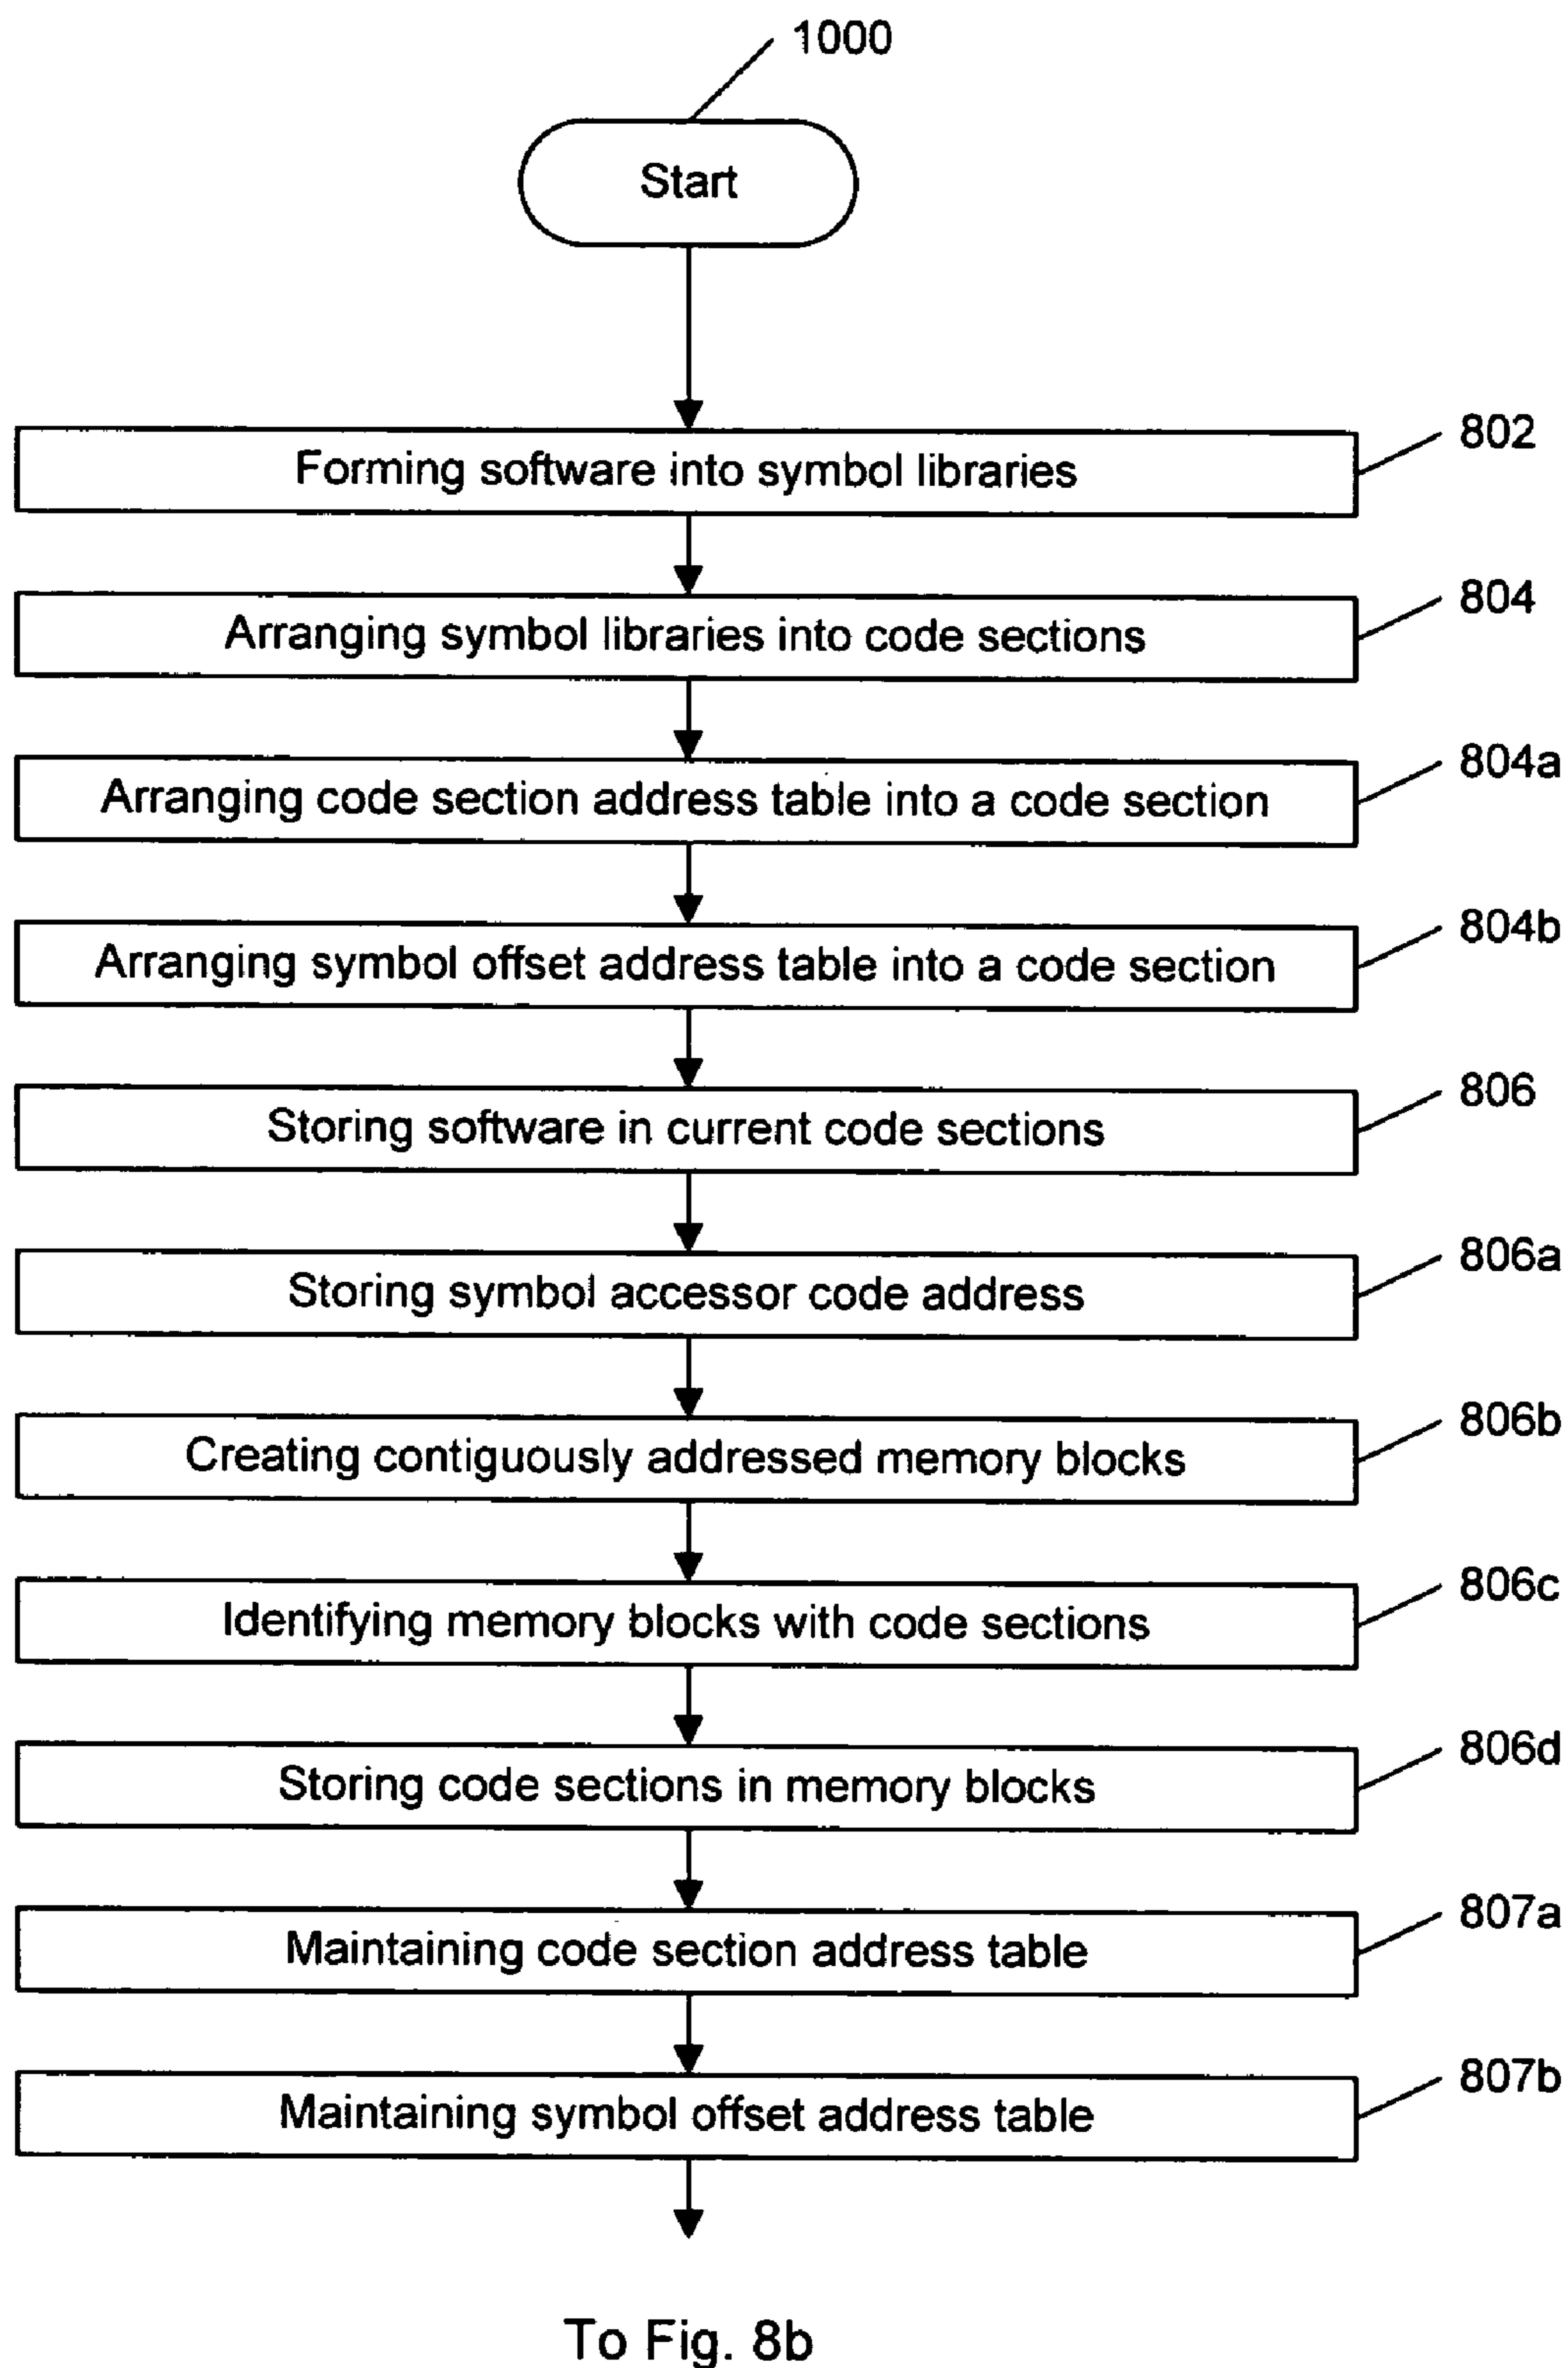 1000
Start
802
Forming software into symbol libraries
804
Arranging symbol libraries into code sections
804a
Arranging code section address table into a code section
804b
Arranging symbol offset address table into a code section
806
Storing software in current code sections
806a
Storing symbol accessor code address
806b
Creating contiguously addressed memory blocks
806c
Identifying memory blocks with code sections
806d
Storing code sections in memory blocks
807a
Maintaining code section address table
807b
Maintaining symbol offset address table
To Fig. 8b